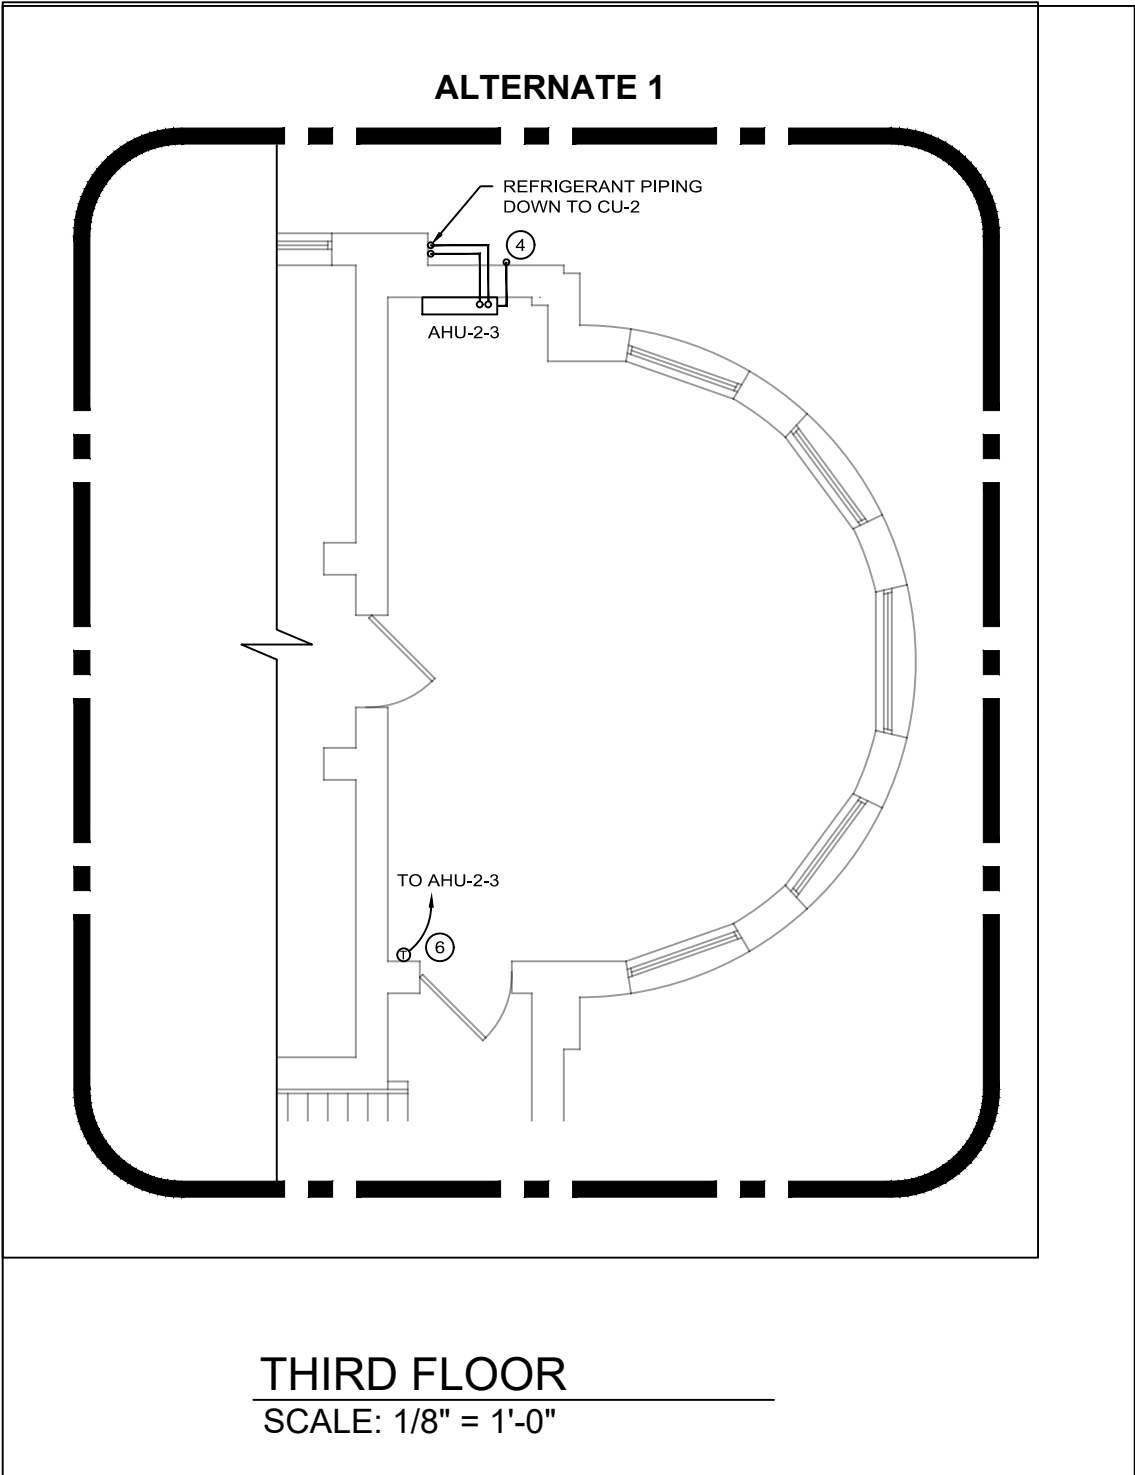 ALTERNATE 1
REFRIGERANT PIPING
DOWN TO CU-2
4
AHU-2-3
TO AHU-2-3
T
6
THIRD FLOOR
SCALE: 1/8" = 1'-0"